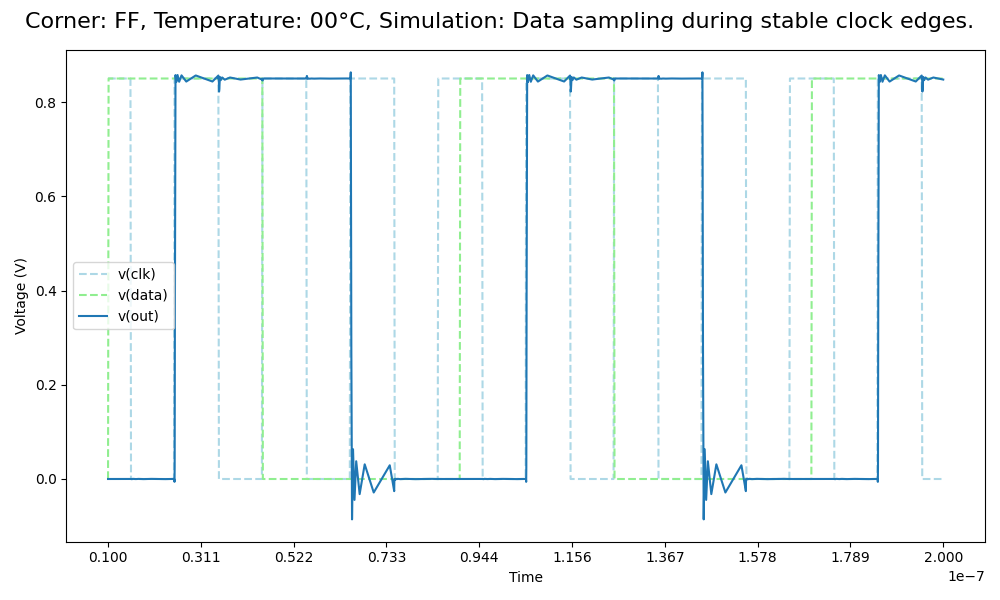 Corner: FF, Temperature: 00°C, Simulation: Data sampling during stable clock edges.
Voltage (V)
0.8
0.6
0.4
0.2
0.0
v(clk)
v(data)
v(out)
0.100 0.311 0.522 0.733 0.944 1.156 1.367 1.578 1.789 2.000
1e−7
Time